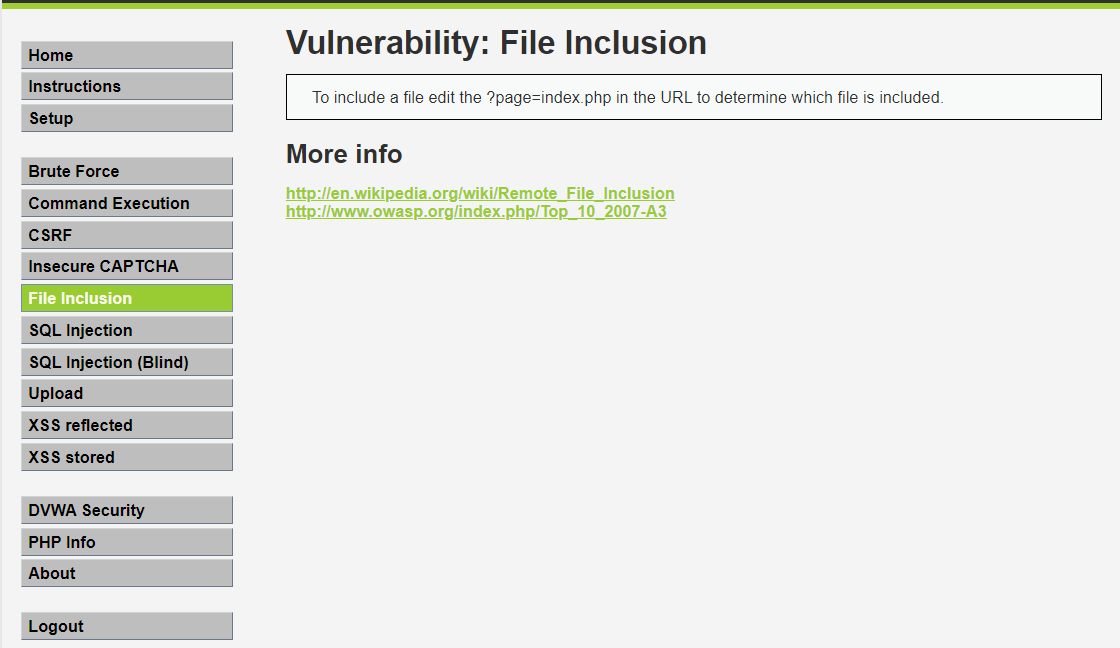 Home
Instructions
Setup
Brute Force
Command Execution
CSRF
Insecure CAPTCHA
File Inclusion
SQL Injection
SQL Injection (Blind)
Upload
XSS reflected
XSS stored
DVWA Security
PHP Info
About
Logout
Vulnerability: File Inclusion
To include a file edit the ?page=index.php in the URL to determine which file is included.
More info
http://en.wikipedia.org/wiki/Remote_File_Inclusion
http://www.owasp.org/index.php/Top_10_2007-A3